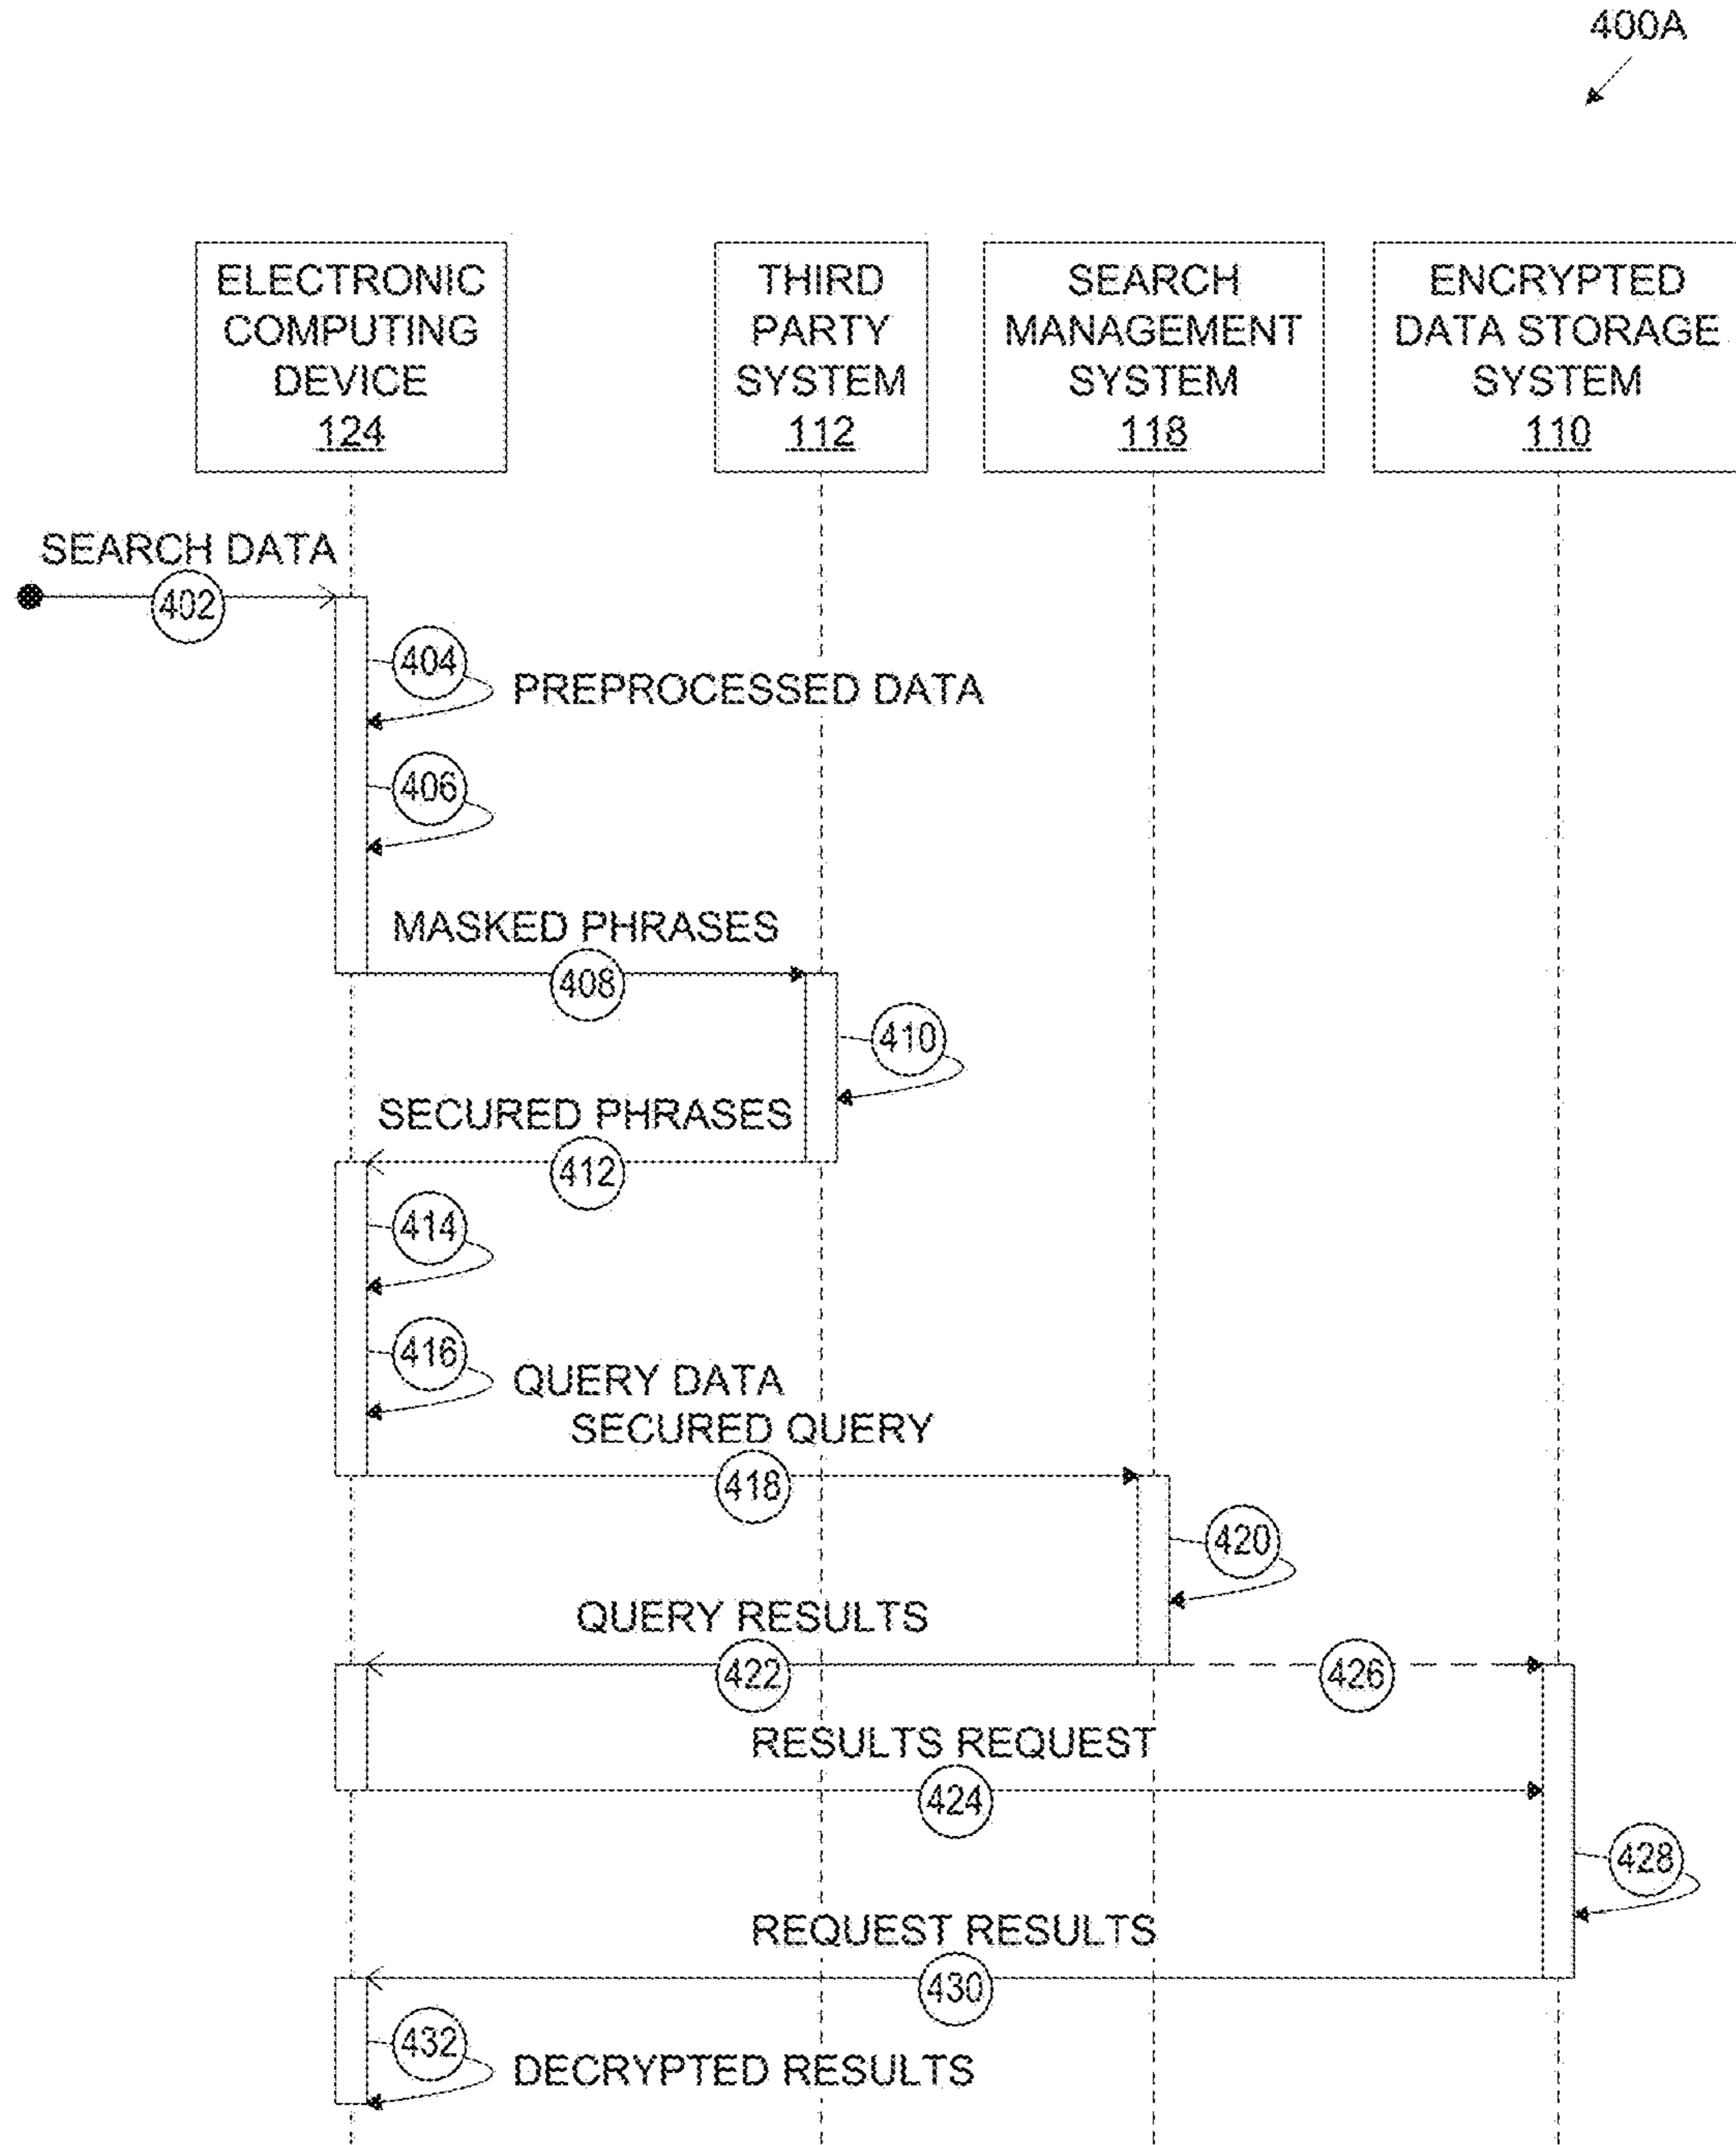 400A
ELECTRONIC
COMPUTING
DEVICE
124
THIRD
PARTY
SYSTEM
112
SEARCH
MANAGEMENT
SYSTEM
118
ENCRYPTED
DATA STORAGE
SYSTEM
110
SEARCH DATA
402
404
PREPROCESSED DATA
406
MASKED PHRASES
408
410
SECURED PHRASES
412
414
416
QUERY DATA
SECURED QUERY
418
420
QUERY RESULTS
422
426
RESULTS REQUEST
424
428
REQUEST RESULTS
430
432
DECRYPTED RESULTS